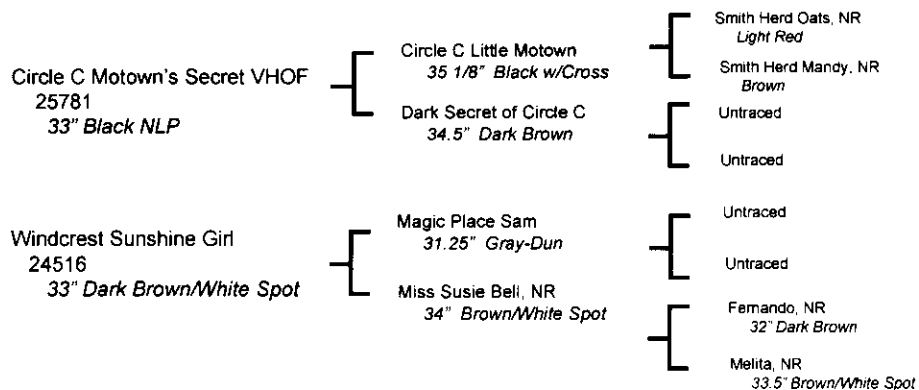 Circle C Motown's Secret VHOF
25781
33" Black NLP
Circle C Little Motown
35 1/8" Black w/Cross
Smith Herd Oats, NR
Light Red
Smith Herd Mandy, NR
Brown
Dark Secret of Circle C
34.5" Dark Brown
Untraced
Untraced
Windcrest Sunshine Girl
24516
33" Dark Brown/White Spot
Magic Place Sam
31.25" Gray-Dun
Untraced
Untraced
Miss Susie Bell, NR
34" Brown/White Spot
Fernando, NR
32" Dark Brown
Melita, NR
33.5" Brown/White Spot